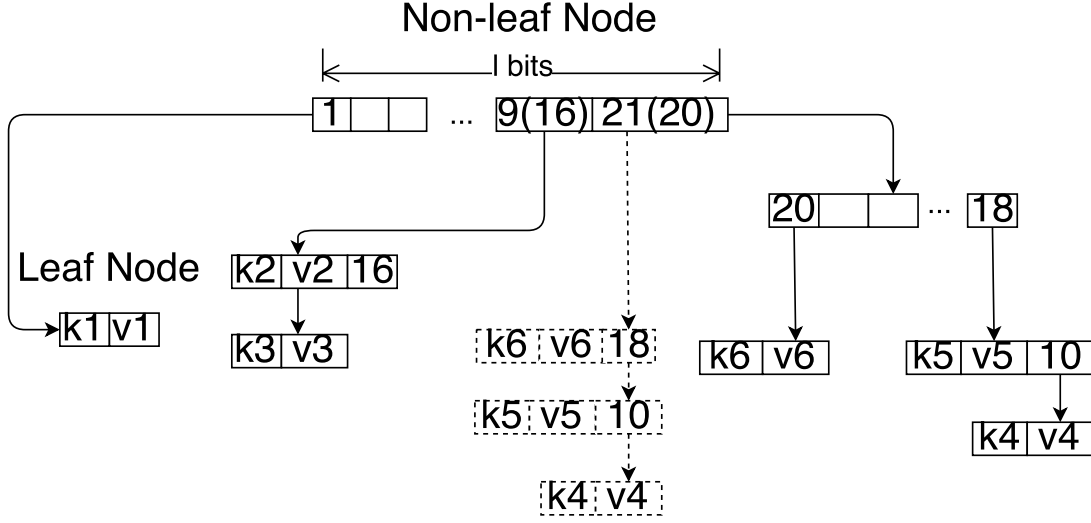 Non-leaf Node
l bits
1 ... 9(16) 21(20)
20 ... 18
Leaf Node
k2 v2 16
k1 v1
k3 v3
k6 v6 18
k6 v6
k5 v5 10
k5 v5 10
k4 v4
k4 v4